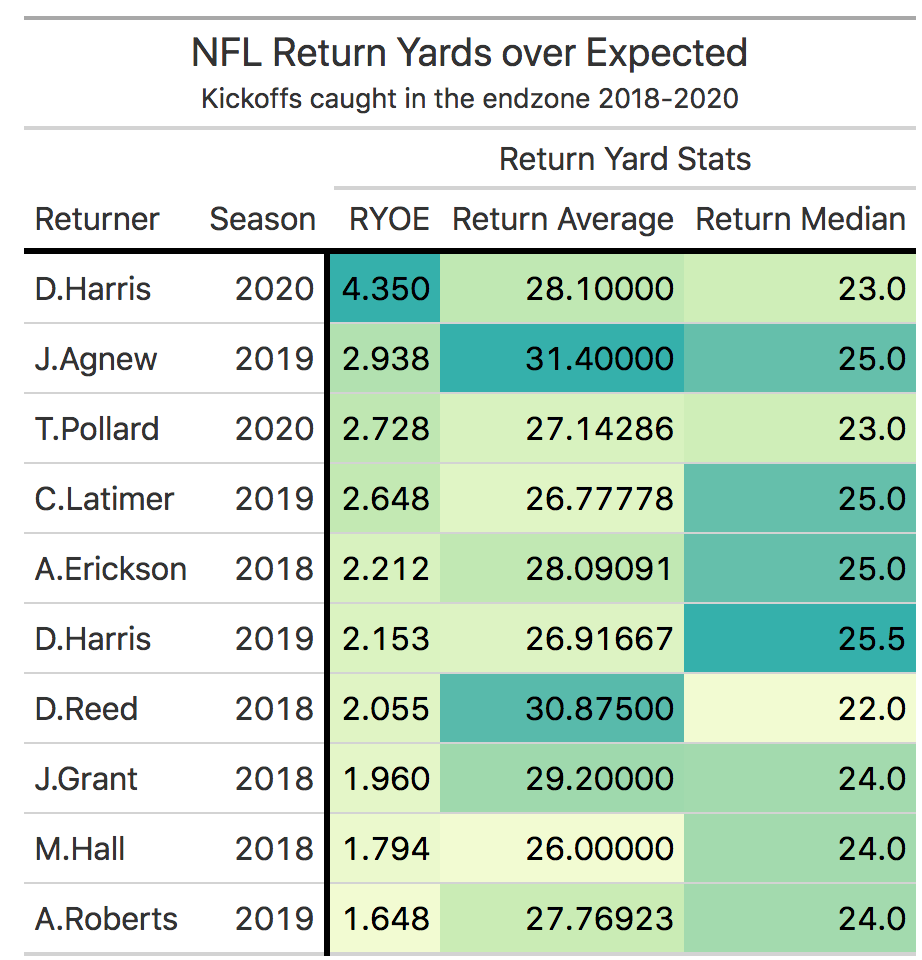 NFL Return Yards over Expected
Kickoffs caught in the endzone 2018-2020
Return Yard Stats
Returner Season RYOE Return Average Return Median
D.Harris 2020 4.350 28.10000 23.0
J.Agnew 2019 2.938 31.40000 25.0
T.Pollard 2020 2.728 27.14286 23.0
C.Latimer 2019 2.648 26.77778 25.0
A.Erickson 2018 2.212 28.09091 25.0
D.Harris 2019 2.153 26.91667 25.5
D.Reed 2018 2.055 30.87500 22.0
J.Grant 2018 1.960 29.20000 24.0
M.Hall 2018 1.794 26.00000 24.0
A.Roberts 2019 1.648 27.76923 24.0